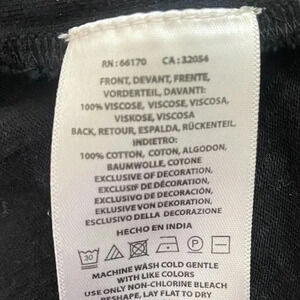 RN : 66170 CA : 32054
FRONT, DEVANT, FRENTE,
VORDERTEIL, DAVANTI:
100% VISCOSE, VISCOSE, VISCOSA,
VISKOSE, VISCOSA
BACK, RETOUR, ESPALDA, RÜCKENTEIL,
INDIETRO:
100% COTTON, COTON, ALGODON,
BAUMWOLLE, COTONE
EXCLUSIVE OF DECORATION,
EXCLUSIF DE DÉCORATION,
EXCLUSIVO DE DECORACIÓN,
EKLUSIVE VON DEKORATION,
ESCLUSIVO DELLA DECORAZIONE
HECHO EN INDIA
30
MACHINE WASH COLD GENTLE
WITH LIKE COLORS
USE ONLY NON-CHLORINE BLEACH
RESHAPE, LAY FLAT TO DRY